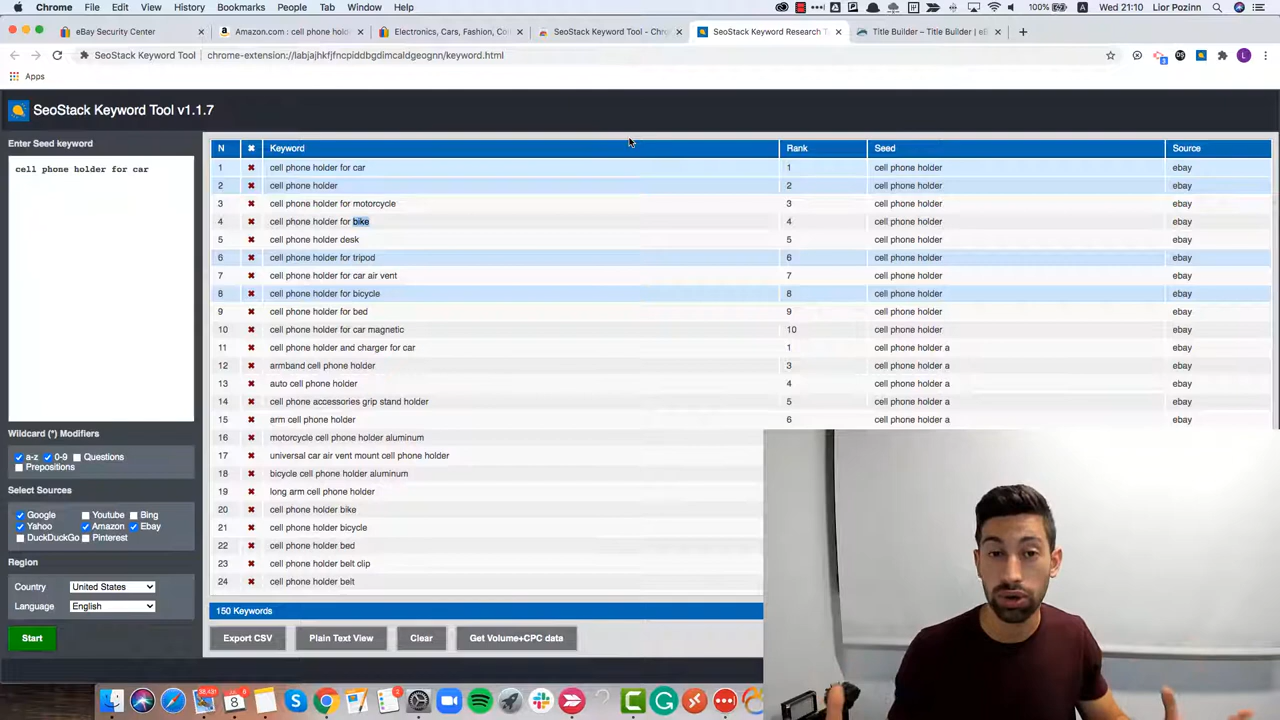 Chrome File Edit View History Bookmarks People Tab Window Help 100% Wed 21:10 Lior Pozinn
eBay Security Center Amazon.com : cell phone hold Electronics, Cars, Fashion, Col SeoStack Keyword Tool - Chro SeoStack Keyword Research T Title Builder – Title Builder | eB
SeoStack Keyword Tool chrome-extension://labjajhkfjfncpiddbgdimcaldgeognn/keyword.html
Apps
SeoStack Keyword Tool v1.1.7
Enter Seed keyword
cell phone holder for car
Wildcard (*) Modifiers
a-z 0-9 Questions
Prepositions
Select Sources
Google Youtube Bing
Yahoo Amazon Ebay
DuckDuckGo Pinterest
Region
Country United States
Language English
Start
N ✖ Keyword Rank Seed Source
1 ✖ cell phone holder for car 1 cell phone holder ebay
2 ✖ cell phone holder 2 cell phone holder ebay
3 ✖ cell phone holder for motorcycle 3 cell phone holder ebay
4 ✖ cell phone holder for bike 4 cell phone holder ebay
5 ✖ cell phone holder desk 5 cell phone holder ebay
6 ✖ cell phone holder for tripod 6 cell phone holder ebay
7 ✖ cell phone holder for car air vent 7 cell phone holder ebay
8 ✖ cell phone holder for bicycle 8 cell phone holder ebay
9 ✖ cell phone holder for bed 9 cell phone holder ebay
10 ✖ cell phone holder for car magnetic 10 cell phone holder ebay
11 ✖ cell phone holder and charger for car 1 cell phone holder a ebay
12 ✖ armband cell phone holder 3 cell phone holder a ebay
13 ✖ auto cell phone holder 4 cell phone holder a ebay
14 ✖ cell phone accessories grip stand holder 5 cell phone holder a ebay
15 ✖ arm cell phone holder 6 cell phone holder a ebay
16 ✖ motorcycle cell phone holder aluminum
17 ✖ universal car air vent mount cell phone holder
18 ✖ bicycle cell phone holder aluminum
19 ✖ long arm cell phone holder
20 ✖ cell phone holder bike
21 ✖ cell phone holder bicycle
22 ✖ cell phone holder bed
23 ✖ cell phone holder belt clip
24 ✖ cell phone holder belt
150 Keywords
Export CSV Plain Text View Clear Get Volume+CPC data